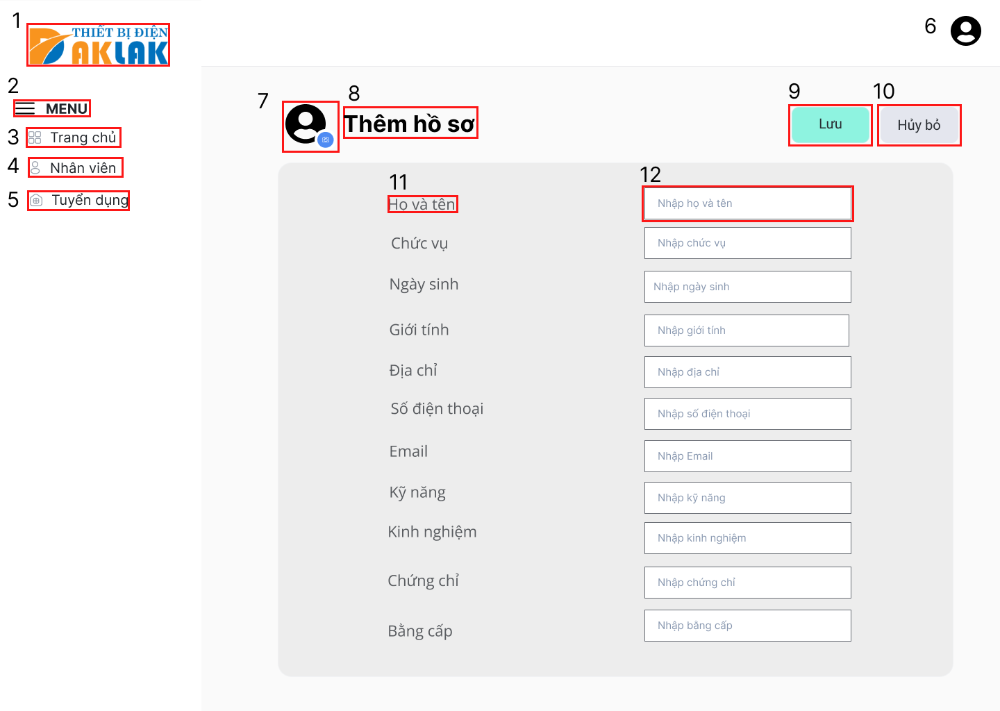 1
THIẾT BỊ ĐIỆN
DAKLAK
2
MENU
3 Trang chủ
4 Nhân viên
5 Tuyển dụng
6
7
8
Thêm hồ sơ
9
Lưu
10
Hủy bỏ
11
12
Họ và tên
Nhập họ và tên
Chức vụ
Nhập chức vụ
Ngày sinh
Nhập ngày sinh
Giới tính
Nhập giới tính
Địa chỉ
Nhập địa chỉ
Số điện thoại
Nhập số điện thoại
Email
Nhập Email
Kỹ năng
Nhập kỹ năng
Kinh nghiệm
Nhập kinh nghiệm
Chứng chỉ
Nhập chứng chỉ
Bằng cấp
Nhập bằng cấp